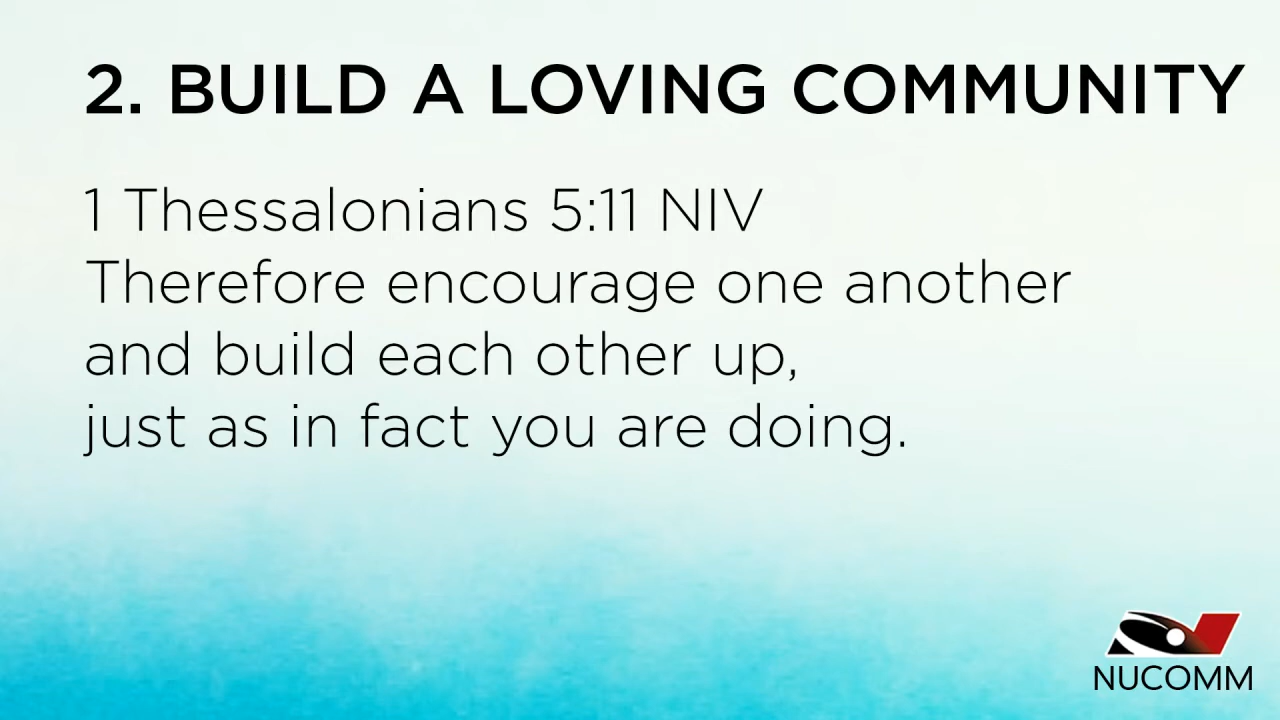 2. BUILD A LOVING COMMUNITY
1 Thessalonians 5:11 NIV
Therefore encourage one another
and build each other up,
just as in fact you are doing.
NUCOMM